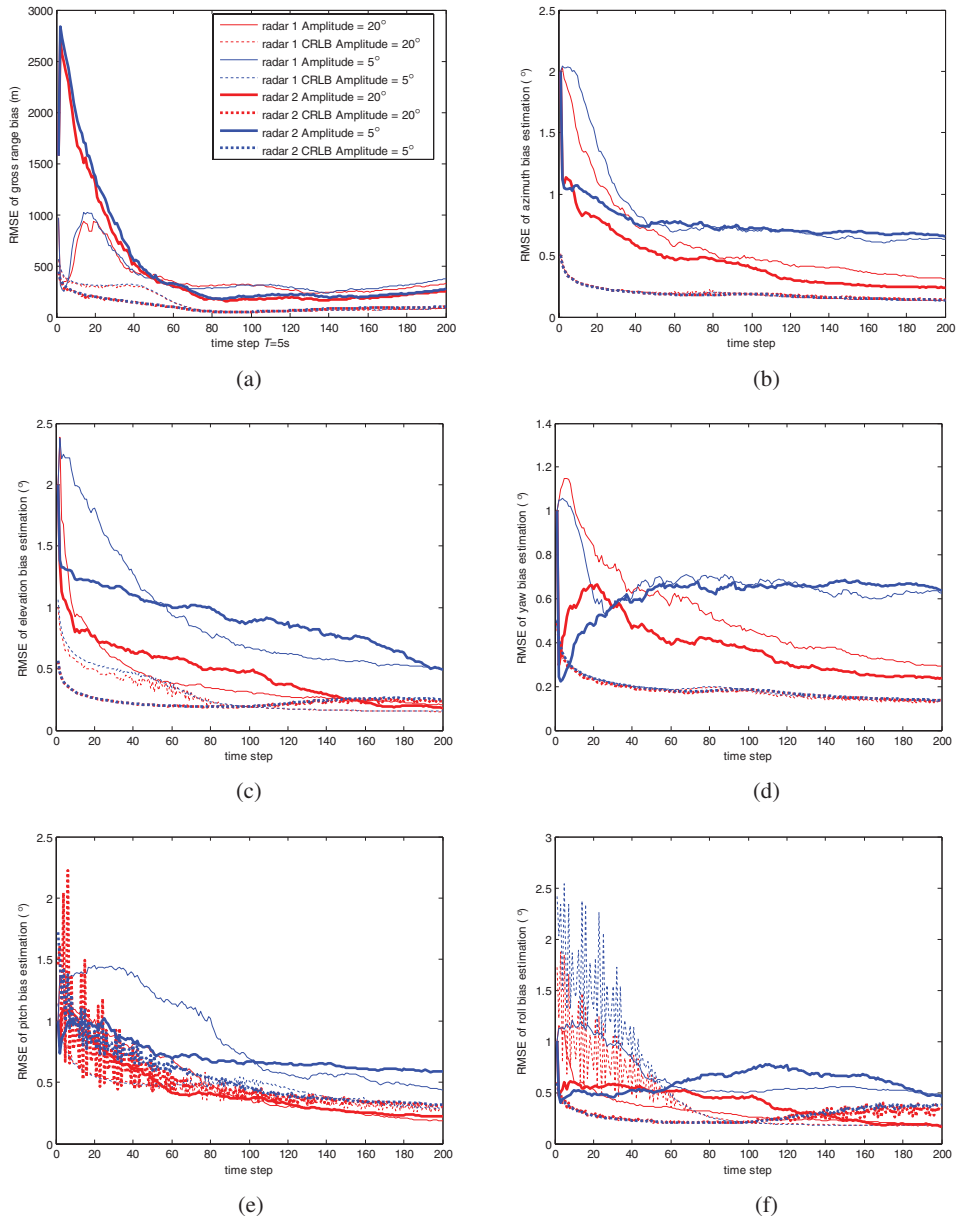 3000
2500
2000
1500
1000
500
0
RMSE of gross range bias (m)
radar 1 Amplitude = 20°
radar 1 CRLB Amplitude = 20°
radar 1 Amplitude = 5°
radar 1 CRLB Amplitude = 5°
radar 2 Amplitude = 20°
radar 2 CRLB Amplitude = 20°
radar 2 Amplitude = 5°
radar 2 CRLB Amplitude = 5°
0 20 40 60 80 100 120 140 160 180 200
time step T=5s
(a)
2.5
2
1.5
1
0.5
0
RMSE of azimuth bias estimation (°)
0 20 40 60 80 100 120 140 160 180 200
time step
(b)
2.5
2
1.5
1
0.5
0
RMSE of elevation bias estimation (°)
0 20 40 60 80 100 120 140 160 180 200
time step
(c)
1.4
1.2
1
0.8
0.6
0.4
0.2
0
RMSE of yaw bias estimation (°)
0 20 40 60 80 100 120 140 160 180 200
time step
(d)
2.5
2
1.5
1
0.5
0
RMSE of pitch bias estimation (°)
0 20 40 60 80 100 120 140 160 180 200
time step
(e)
3
2.5
2
1.5
1
0.5
0
RMSE of roll bias estimation (°)
0 20 40 60 80 100 120 140 160 180 200
time step
(f)